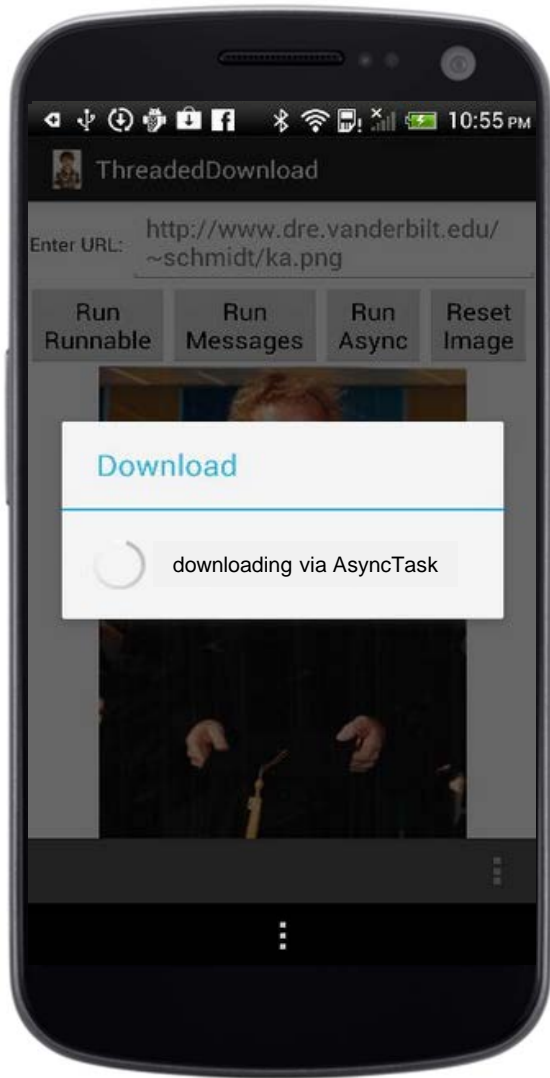 10:55 PM
ThreadedDownload
Enter URL:
http://www.dre.vanderbilt.edu/
~schmidt/ka.png
Run
Runnable
Run
Messages
Run
Async
Reset
Image
Download
downloading via AsyncTask